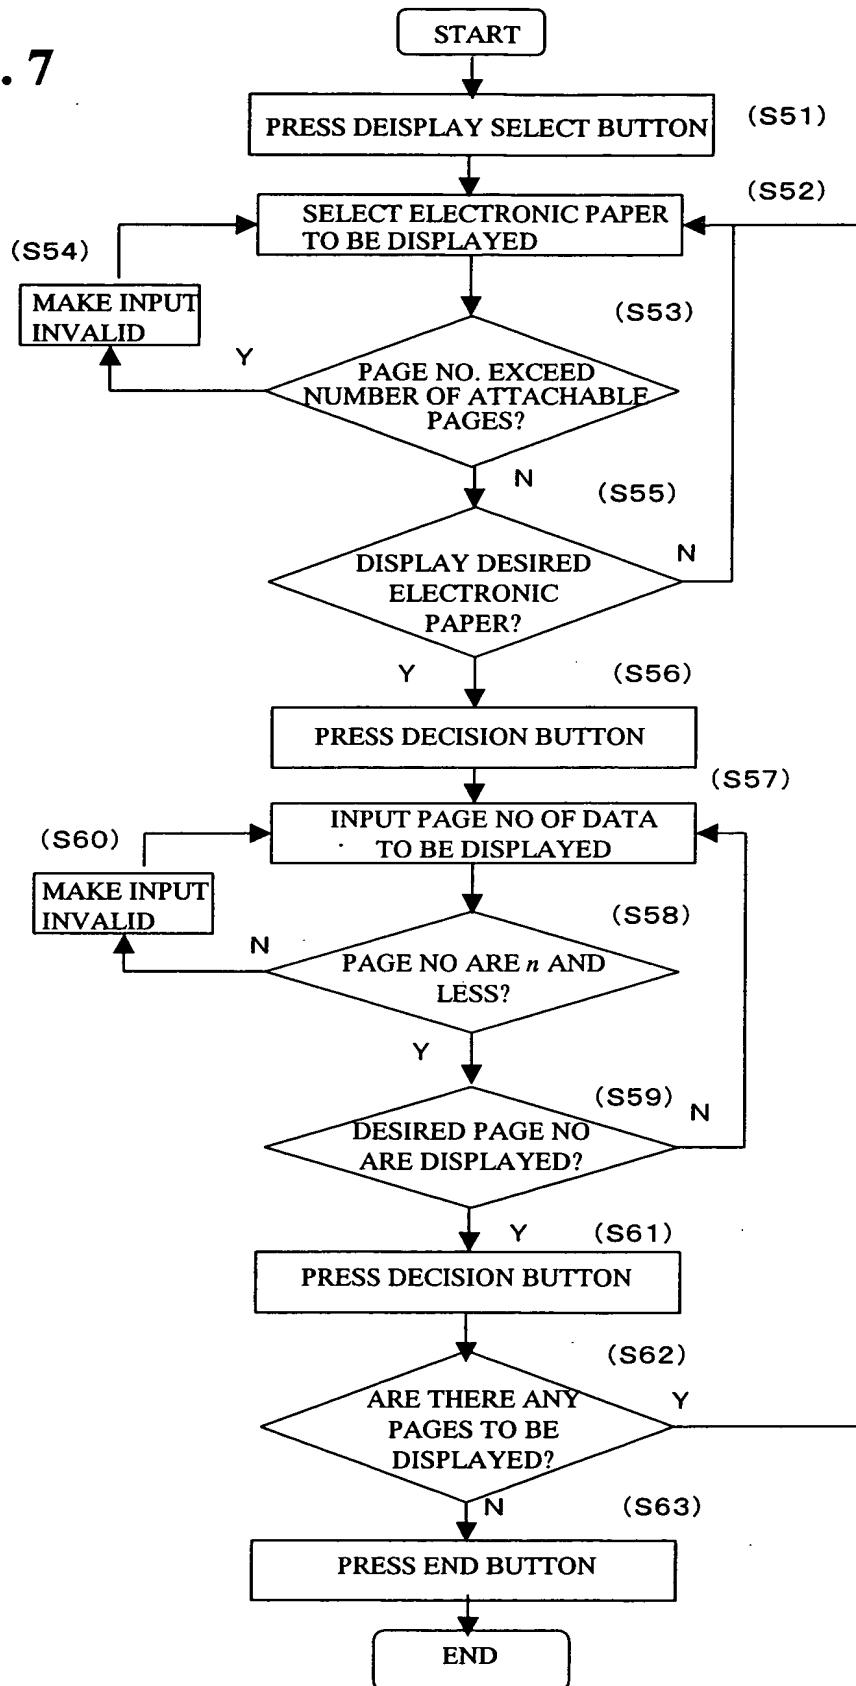 . 7
START
PRESS DEISPLAY SELECT BUTTON
(S51)
(S52)
SELECT ELECTRONIC PAPER
TO BE DISPLAYED
(S54)
MAKE INPUT
INVALID
(S53)
Y
PAGE NO. EXCEED
NUMBER OF ATTACHABLE
PAGES?
N
(S55)
DISPLAY DESIRED
ELECTRONIC
PAPER?
N
Y
(S56)
PRESS DECISION BUTTON
(S57)
INPUT PAGE NO OF DATA
TO BE DISPLAYED
(S60)
MAKE INPUT
INVALID
(S58)
N
PAGE NO ARE n AND
LESS?
Y
(S59)
N
DESIRED PAGE NO
ARE DISPLAYED?
Y
(S61)
PRESS DECISION BUTTON
(S62)
ARE THERE ANY
PAGES TO BE
DISPLAYED?
Y
N
(S63)
PRESS END BUTTON
END